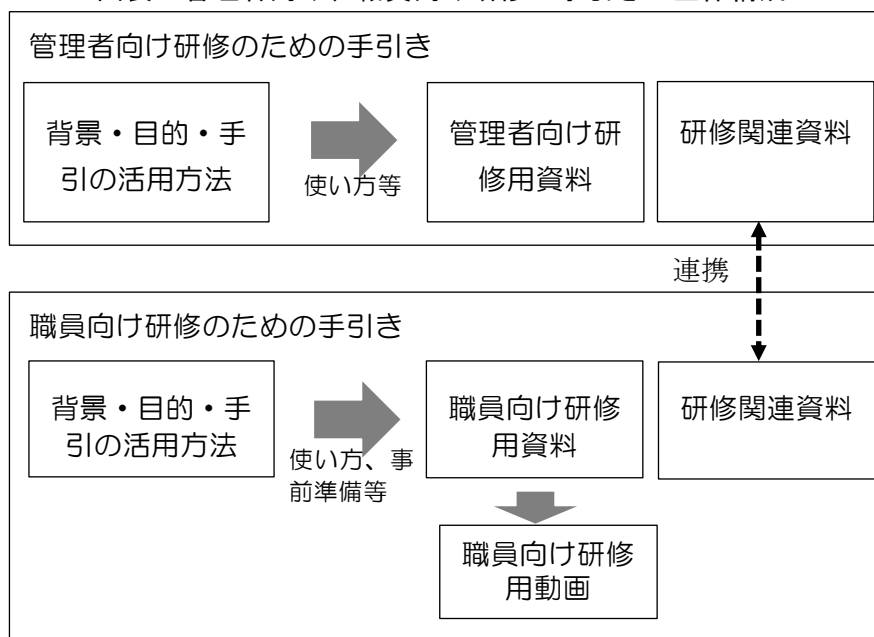 管理者向け研修のための手引き
背景・目的・手
引の活用方法
使い方等
管理者向け研
修用資料
研修関連資料
連携
職員向け研修のための手引き
背景・目的・手
引の活用方法
使い方、事
前準備等
職員向け研修
用資料
研修関連資料
職員向け研修
用動画